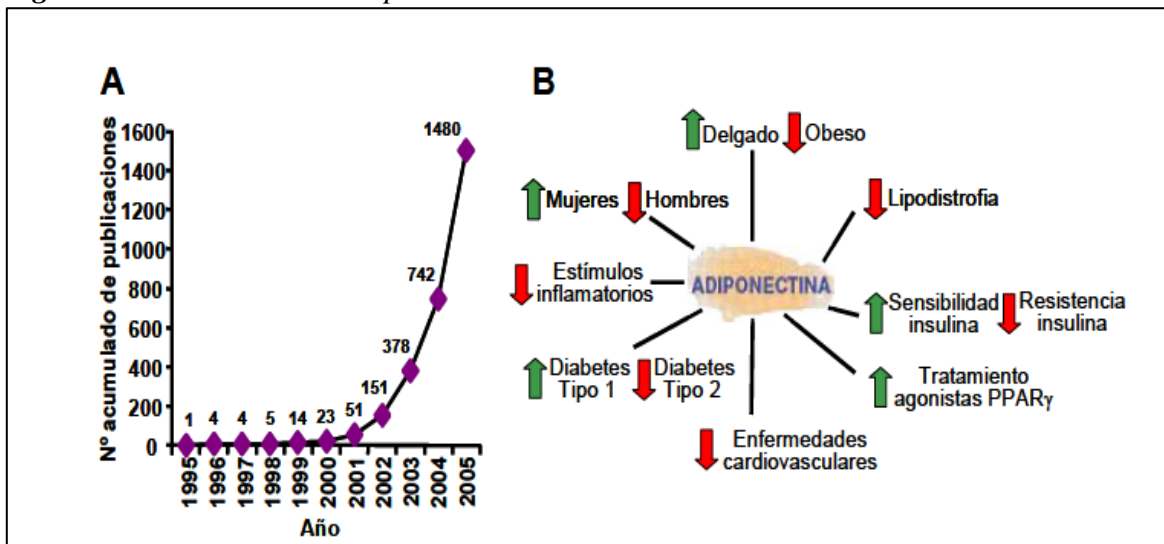 A
Nº acumulado de publicaciones
1600
1400
1200
1000
800
600
400
200
0
1
4
4
5
14
23
51
151
378
742
1480
1995
1996
1997
1998
1999
2000
2001
2002
2003
2004
2005
Año
B
Delgado
Obeso
Mujeres
Hombres
Lipodistrofia
Estímulos
inflamatorios
ADIPONECTINA
Sensibilidad
insulina
Resistencia
insulina
Diabetes
Tipo 1
Diabetes
Tipo 2
Tratamiento
agonistas PPARγ
Enfermedades
cardiovasculares